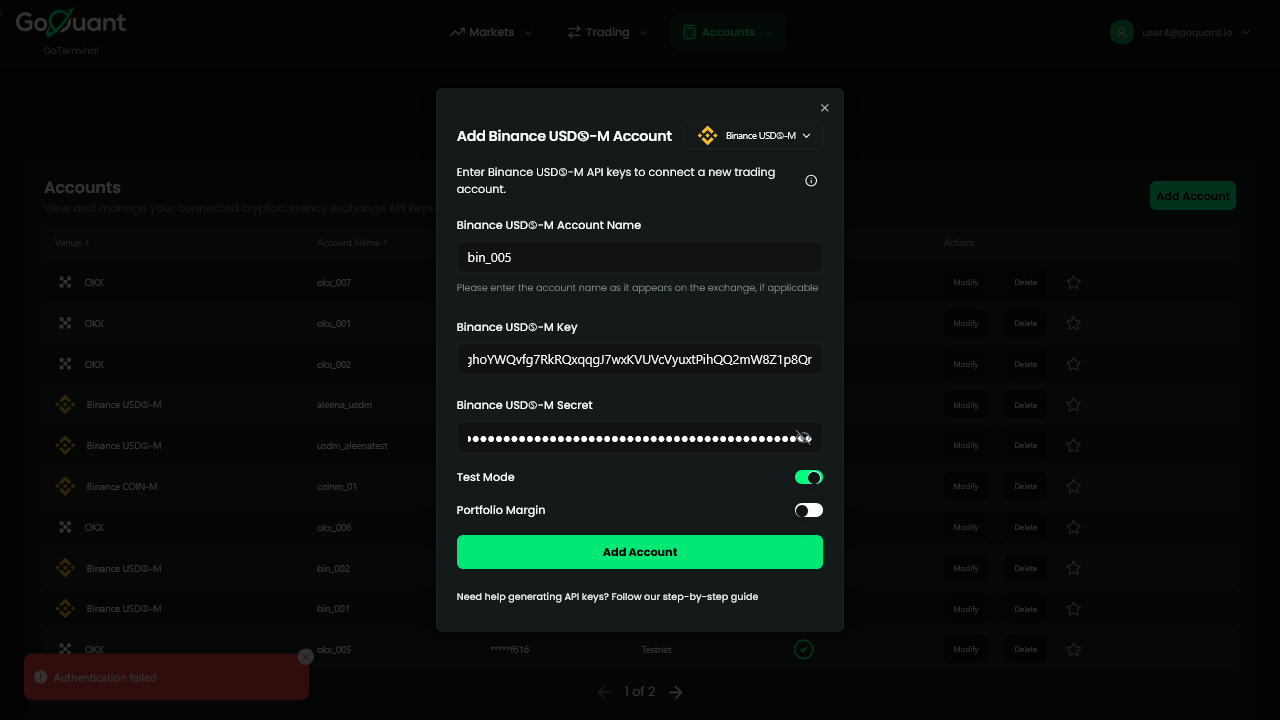 GoQuant
GoTerminal
Markets
Trading
Accounts
user4@goquant.io
Accounts
View and manage your connected cryptocurrency exchange API keys.
Add Account
Venue
Account Name
Actions
OKX
okx_007
Modify
Delete
OKX
okx_001
Modify
Delete
OKX
okx_002
Modify
Delete
Binance USDⓈ-M
aleena_usdm
Modify
Delete
Binance USDⓈ-M
usdm_aleenatest
Modify
Delete
Binance COIN-M
coinm_01
Modify
Delete
OKX
okx_006
Modify
Delete
Binance USDⓈ-M
bin_002
Modify
Delete
Binance USDⓈ-M
bin_001
Modify
Delete
OKX
okx_005
*****f616
Testnet
Modify
Delete
1 of 2
Authentication failed
Add Binance USDⓈ-M Account
Binance USDⓈ-M
Enter Binance USDⓈ-M API keys to connect a new trading
account.
Binance USDⓈ-M Account Name
bin_005
Please enter the account name as it appears on the exchange, if applicable
Binance USDⓈ-M Key
ghoYWQvfg7RkRQxqqgJ7wxKVUVcVyuxtPihQQ2mW8Z1p8Qr
Binance USDⓈ-M Secret
Test Mode
Portfolio Margin
Add Account
Need help generating API keys? Follow our step-by-step guide